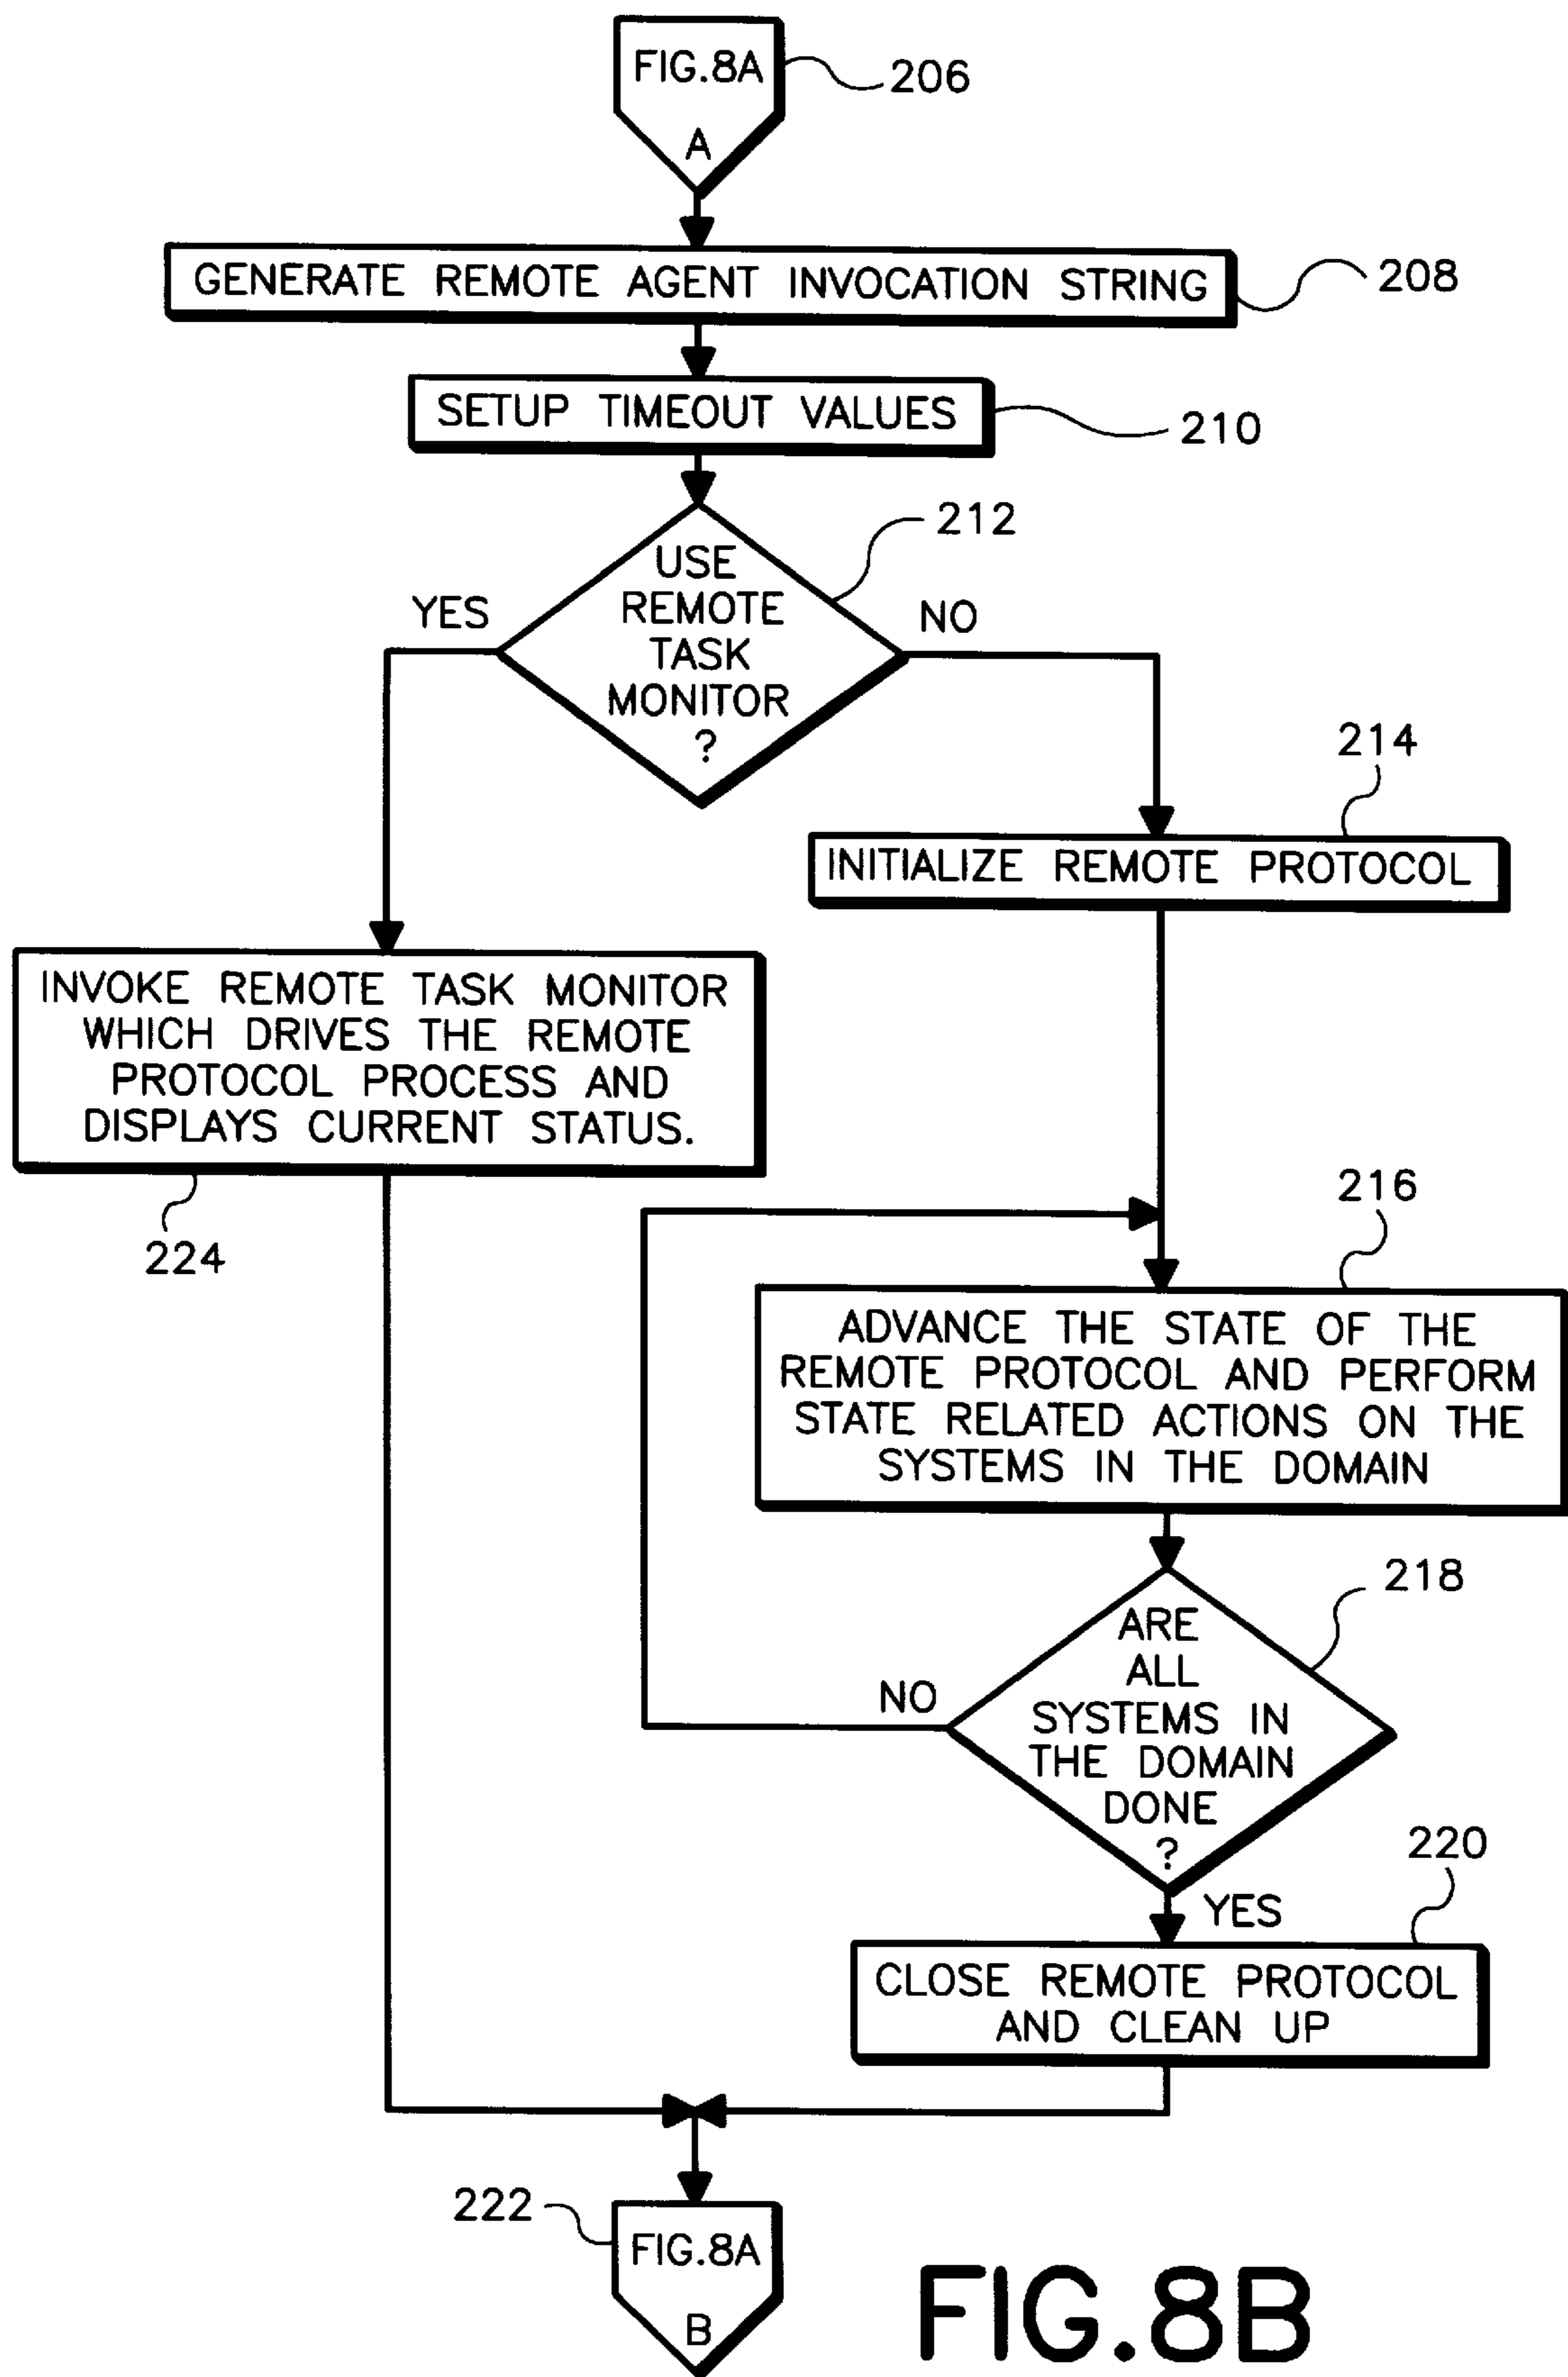 FIG.8A
A
206
GENERATE REMOTE AGENT INVOCATION STRING
208
SETUP TIMEOUT VALUES
210
USE
REMOTE
TASK
MONITOR
?
212
YES
NO
214
INITIALIZE REMOTE PROTOCOL
INVOKE REMOTE TASK MONITOR
WHICH DRIVES THE REMOTE
PROTOCOL PROCESS AND
DISPLAYS CURRENT STATUS.
224
216
ADVANCE THE STATE OF THE
REMOTE PROTOCOL AND PERFORM
STATE RELATED ACTIONS ON THE
SYSTEMS IN THE DOMAIN
218
ARE
ALL
SYSTEMS IN
THE DOMAIN
DONE
?
NO
YES
220
CLOSE REMOTE PROTOCOL
AND CLEAN UP
222
FIG.8A
B
FIG.8B